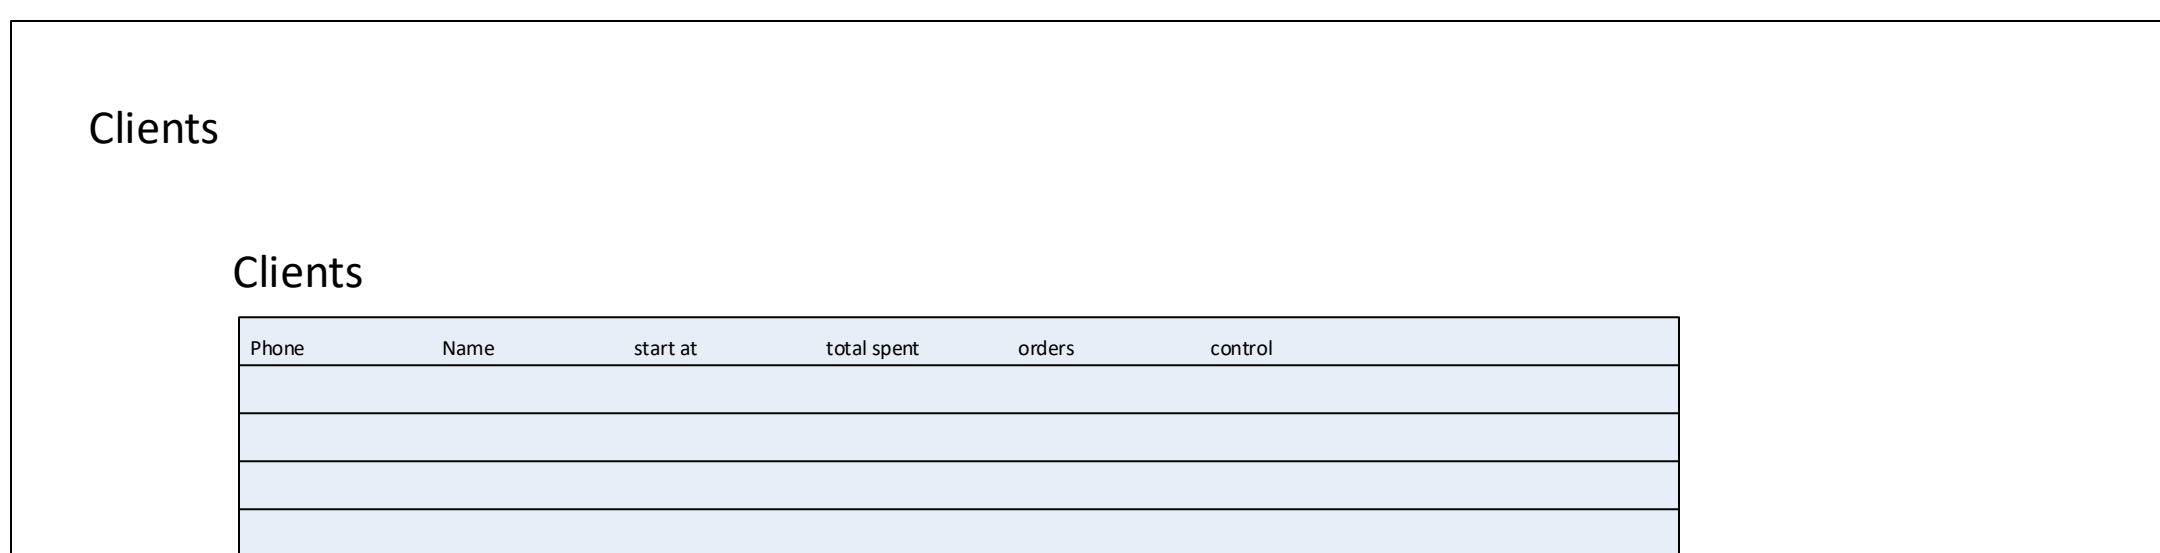 Clients
Clients
Phone Name start at total spent orders control